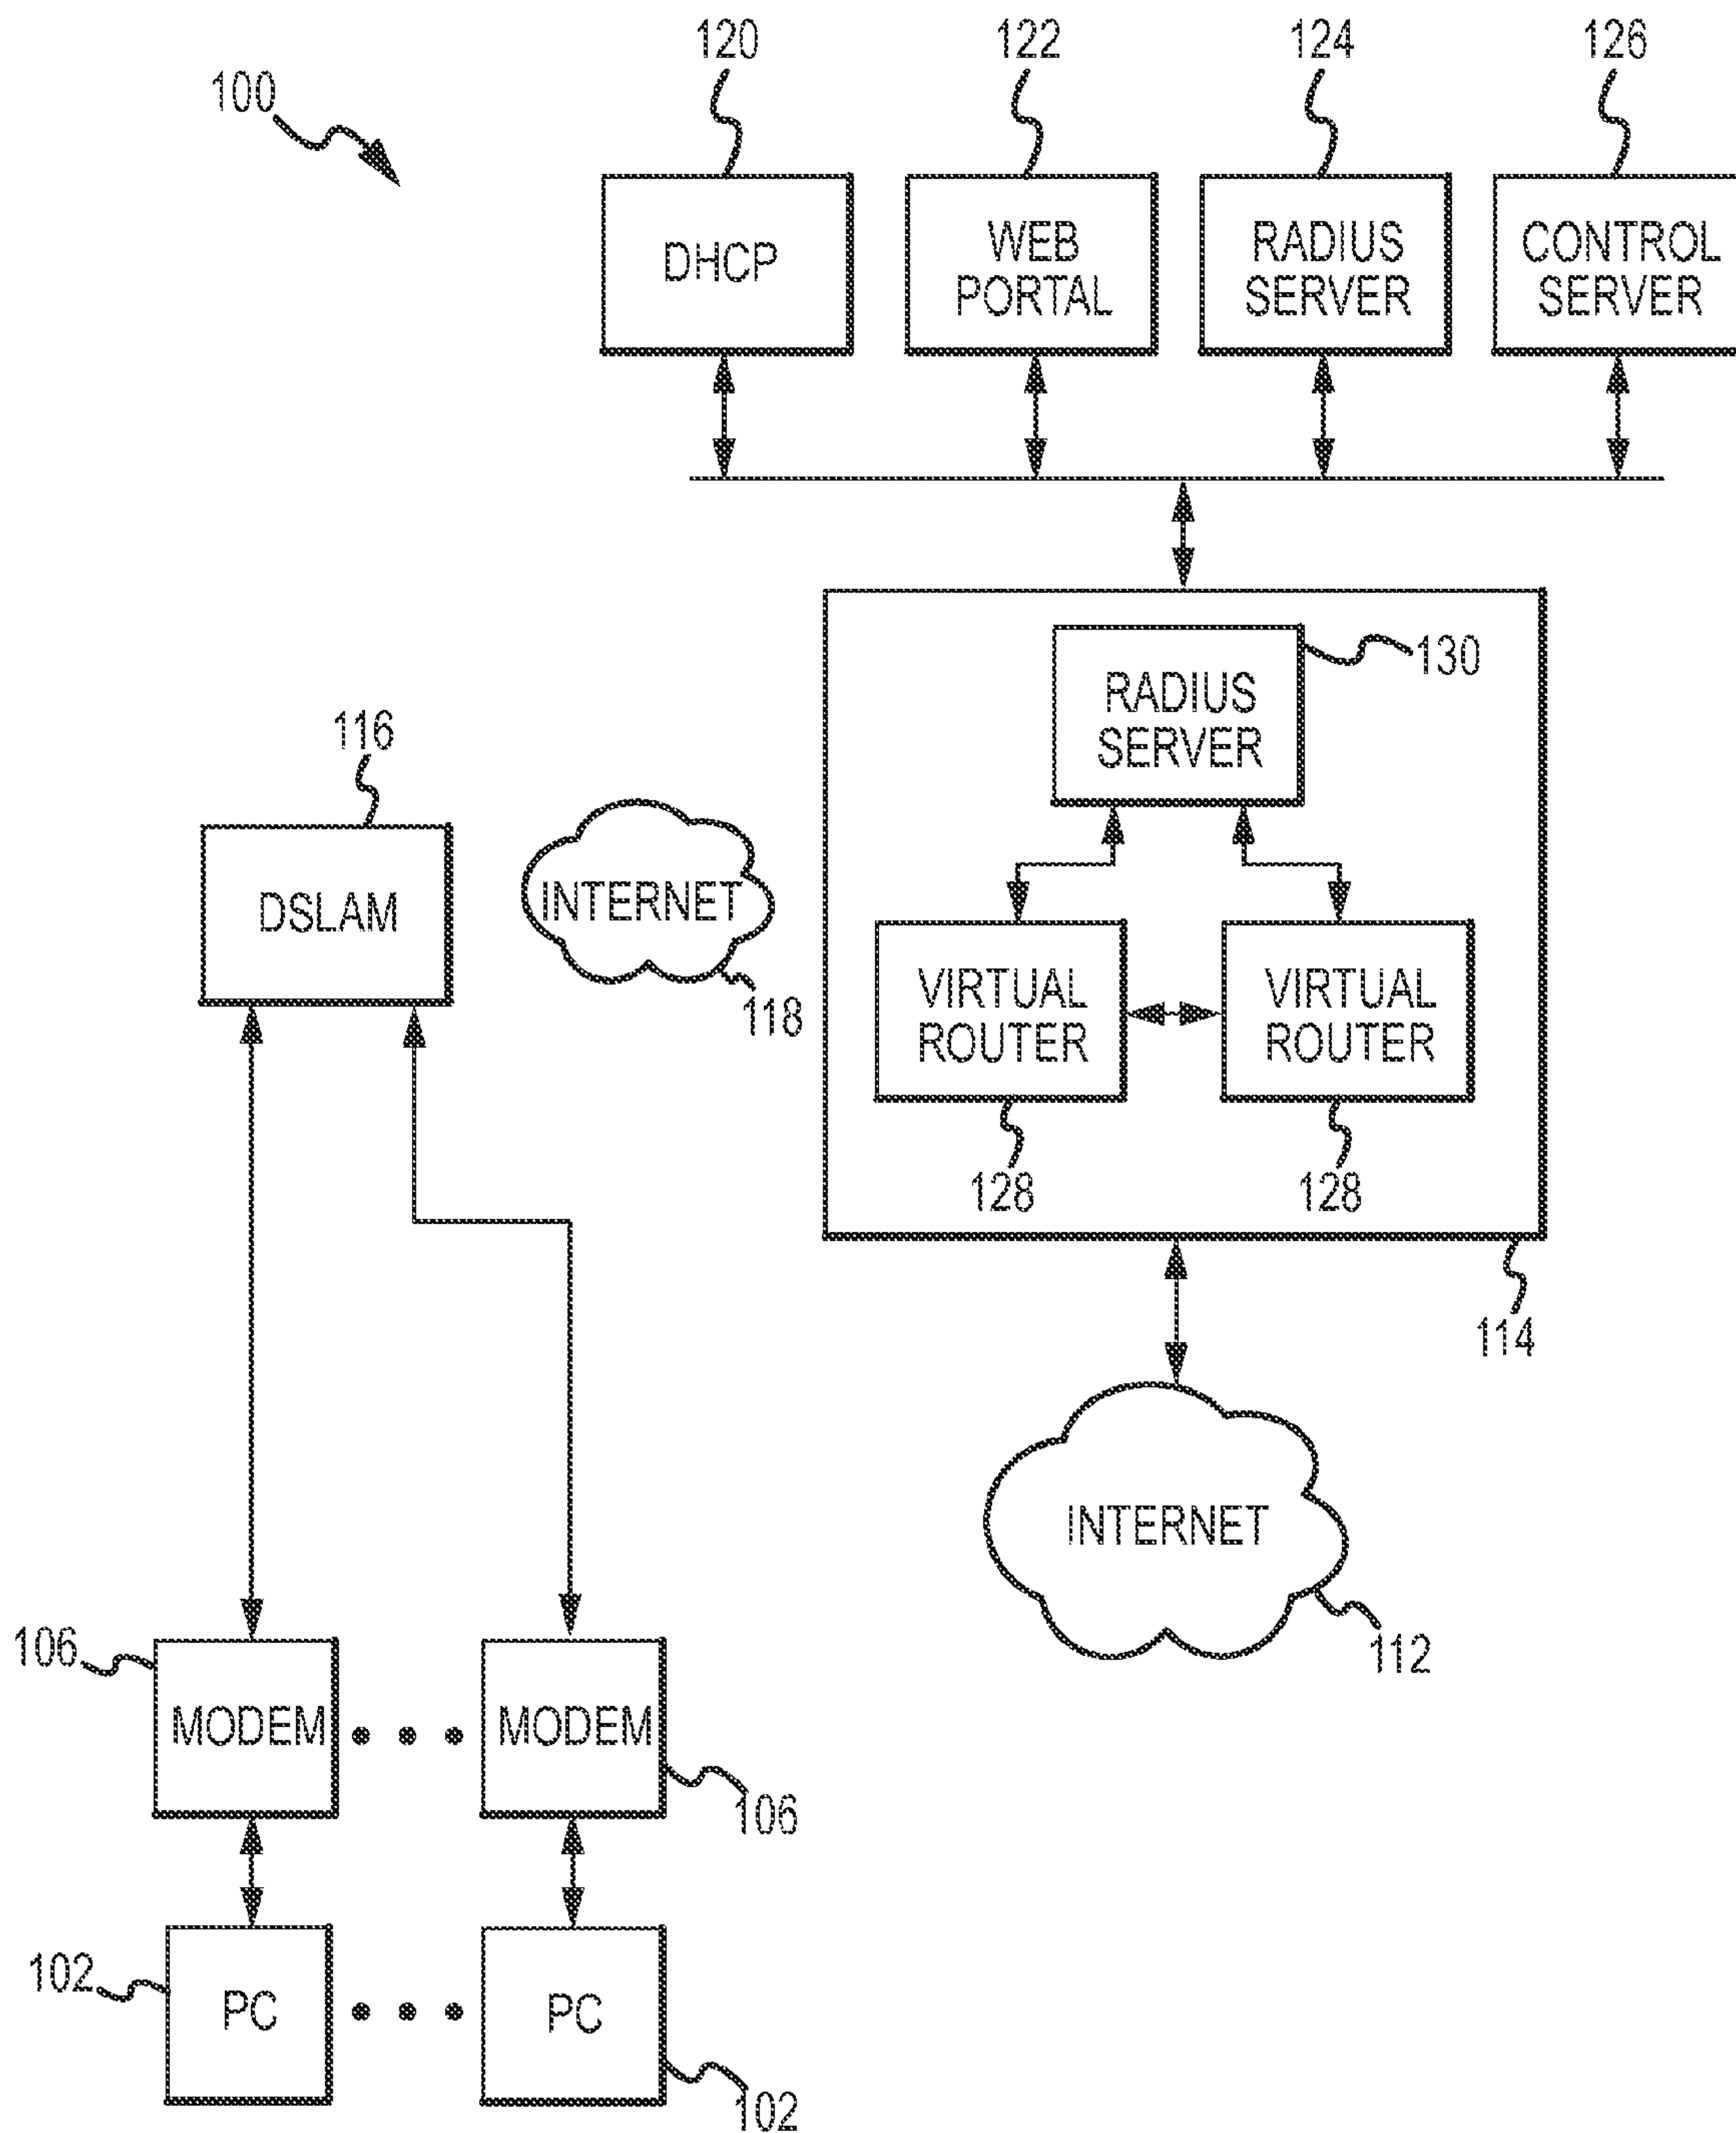 120
122
124
126
100
DHCP
WEB
PORTAL
RADIUS
SERVER
CONTROL
SERVER
130
RADIUS
SERVER
116
DSLAM
INTERNET
118
VIRTUAL
ROUTER
VIRTUAL
ROUTER
128
128
114
INTERNET
112
106
MODEM
MODEM
106
102
PC
PC
102